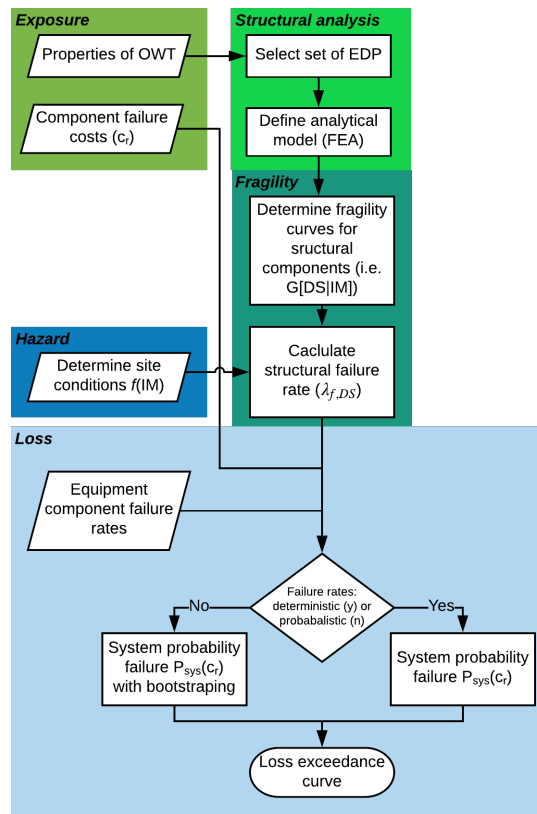 Exposure
Properties of OWT
Component failure
costs (cᵣ)
Structural analysis
Select set of EDP
Define analytical
model (FEA)
Fragility
Determine fragility
curves for
sructural
components (i.e.
G[DS|IM])
Hazard
Determine site
conditions f(IM)
Caclulate
structural failure
rate (λf,DS)
Loss
Equipment
component failure
rates
Failure rates:
deterministic (y) or
probabalistic (n)
No
Yes
System probability
failure Psys(cᵣ)
with bootstraping
System probability
failure Psys(cᵣ)
Loss exceedance
curve